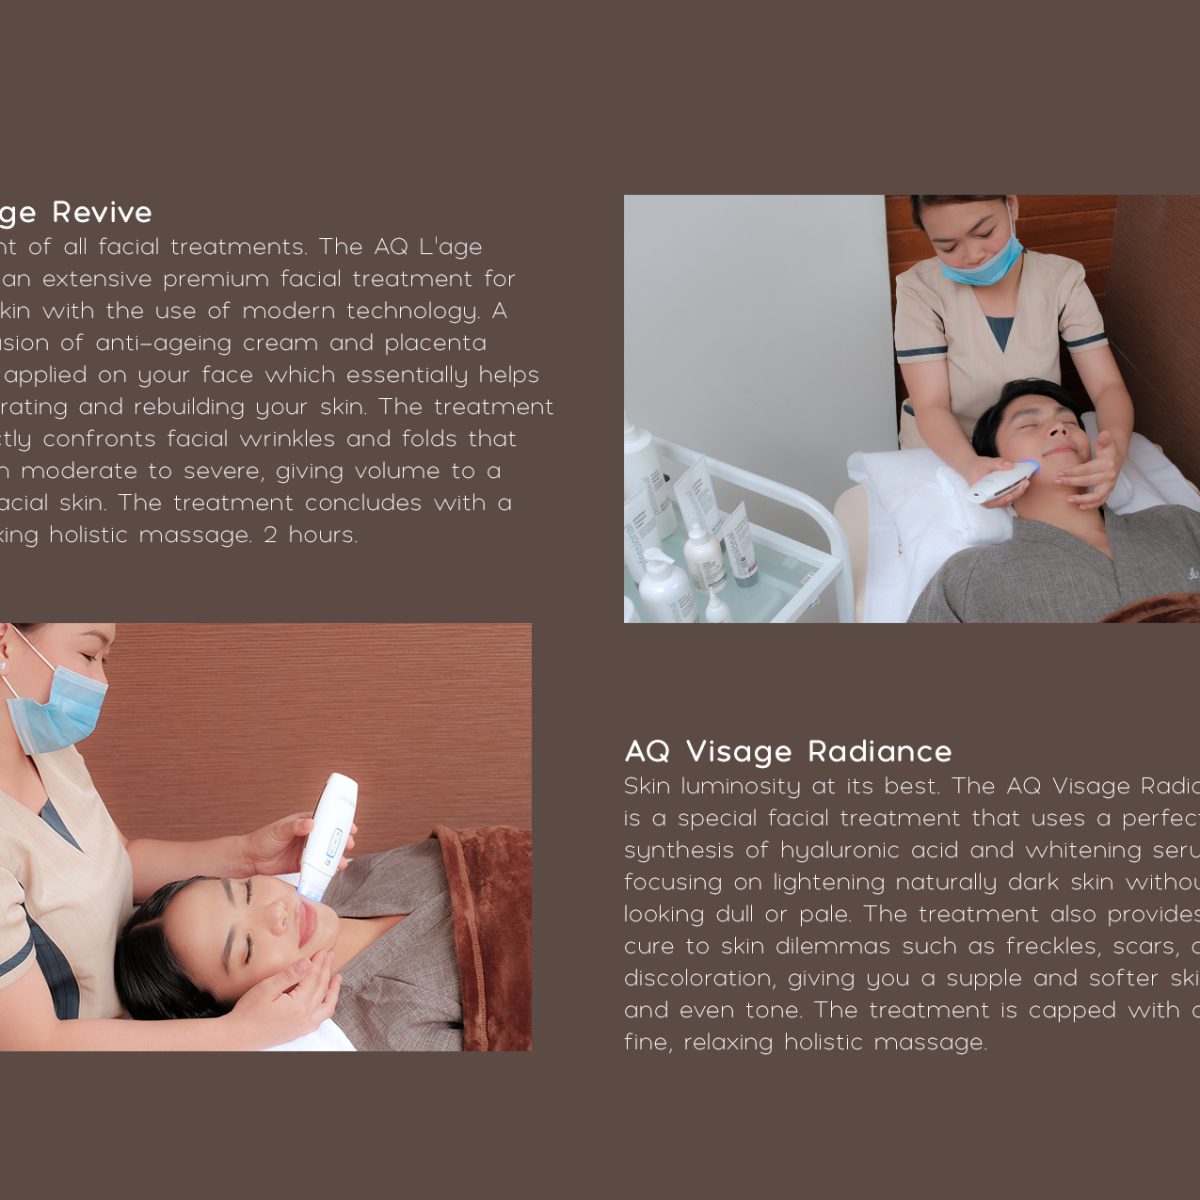 ge Revive
nt of all facial treatments. The AQ L'age
an extensive premium facial treatment for
kin with the use of modern technology. A
usion of anti-ageing cream and placenta
applied on your face which essentially helps
rating and rebuilding your skin. The treatment
ctly confronts facial wrinkles and folds that
n moderate to severe, giving volume to a
acial skin. The treatment concludes with a
xing holistic massage. 2 hours.
AQ Visage Radiance
Skin luminosity at its best. The AQ Visage Radia
is a special facial treatment that uses a perfect
synthesis of hyaluronic acid and whitening seru
focusing on lightening naturally dark skin withou
looking dull or pale. The treatment also provides
cure to skin dilemmas such as freckles, scars, a
discoloration, giving you a supple and softer ski
and even tone. The treatment is capped with a
fine, relaxing holistic massage.